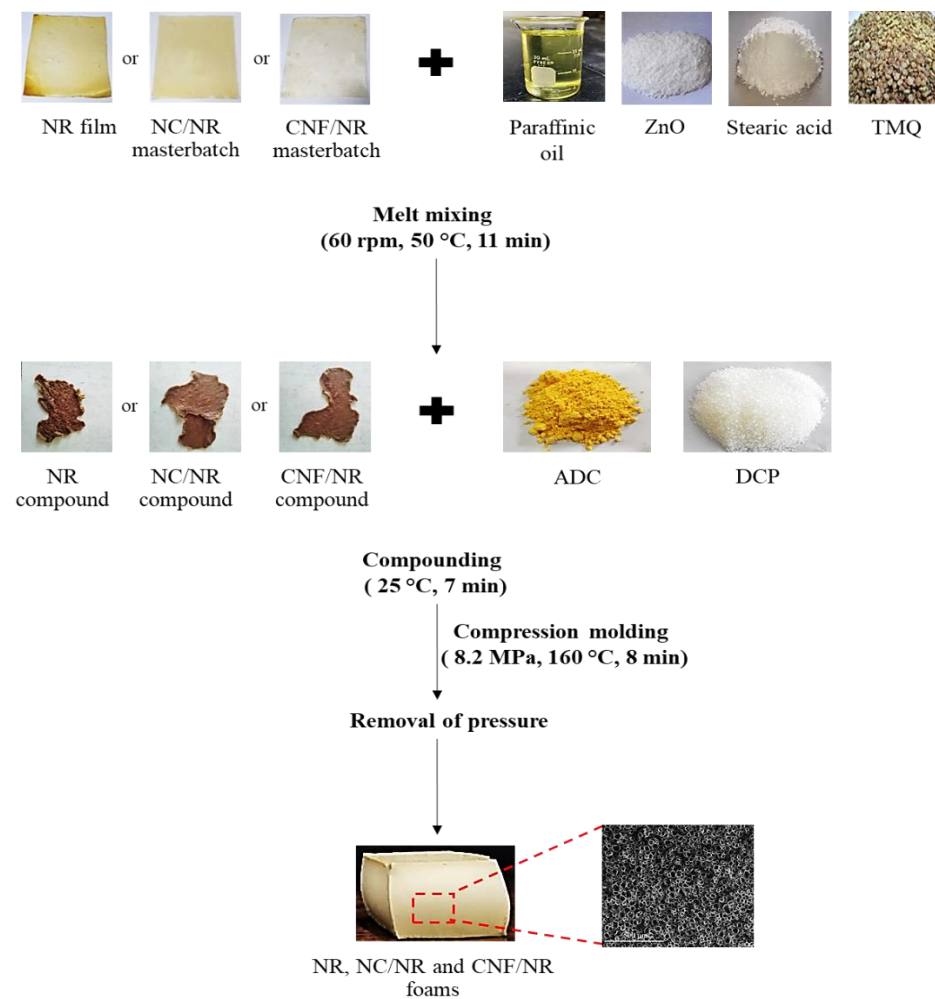 or
or
NR film
NC/NR
masterbatch
CNF/NR
masterbatch
Paraffinic
oil
ZnO
Stearic acid
TMQ
Melt mixing
(60 rpm, 50 °C, 11 min)
or
or
NR
compound
NC/NR
compound
CNF/NR
compound
ADC
DCP
Compounding
( 25 °C, 7 min)
Compression molding
( 8.2 MPa, 160 °C, 8 min)
Removal of pressure
NR, NC/NR and CNF/NR
foams